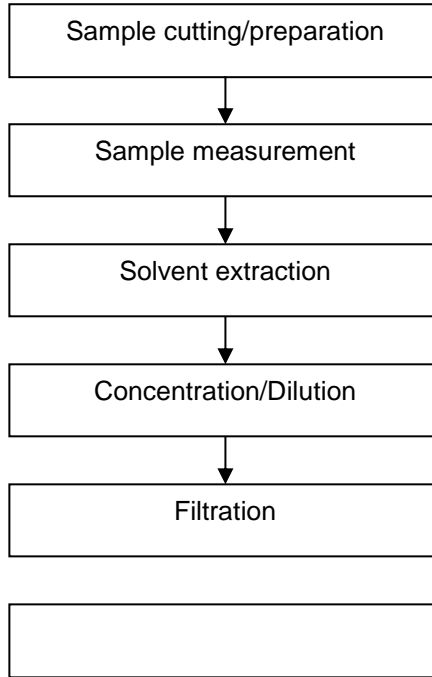 Sample cutting/preparation
Sample measurement
Solvent extraction
Concentration/Dilution
Filtration